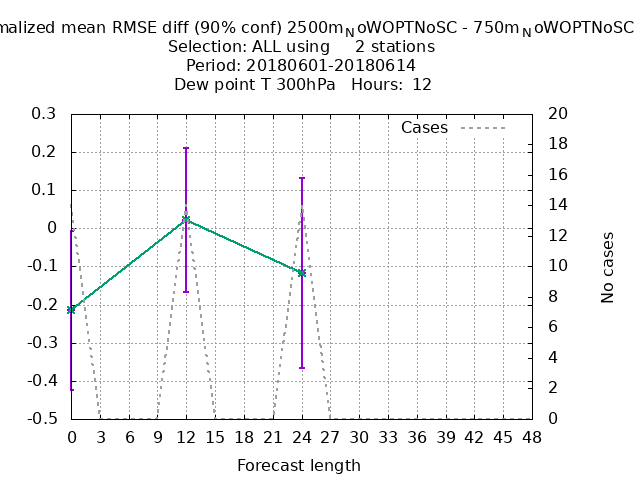 malized mean RMSE diff (90% conf) 2500mNoWOPTNoSC - 750mNoWOPTNoSC
Selection: ALL using 2 stations
Period: 20180601-20180614
Dew point T 300hPa Hours: 12
Cases
0.3
0.2
0.1
0
-0.1
-0.2
-0.3
-0.4
-0.5
20
18
16
14
12
10
8
6
4
2
0
No cases
0 3 6 9 12 15 18 21 24 27 30 33 36 39 42 45 48
Forecast length